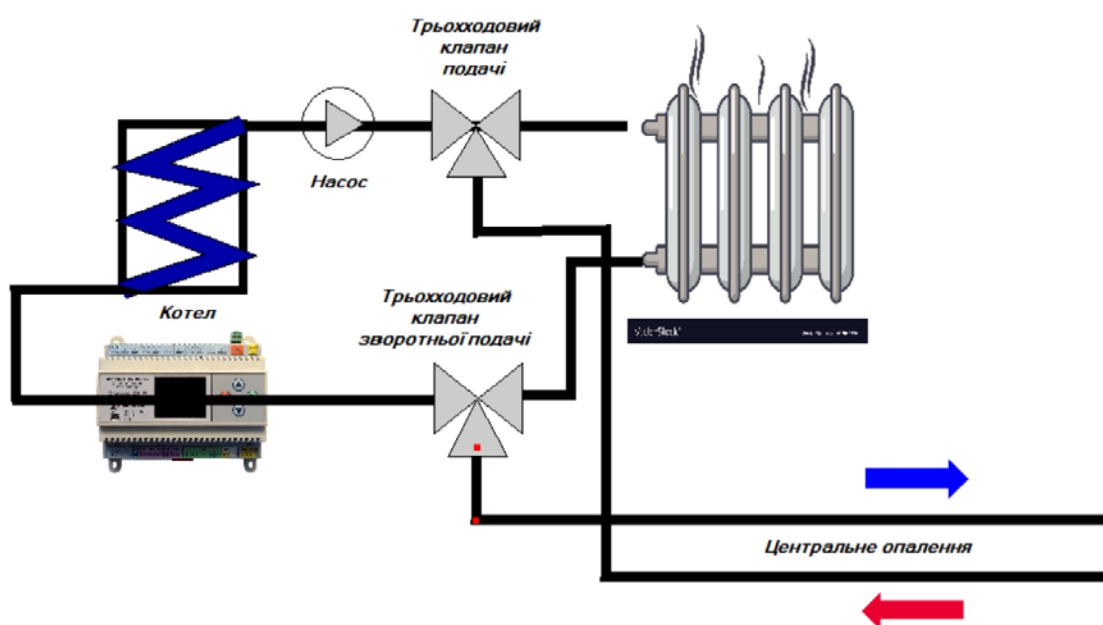 Трьохходовий
клапан
подачі
Насос
Котел
Трьохходовий
клапан
зворотньої подачі
Центральне опалення